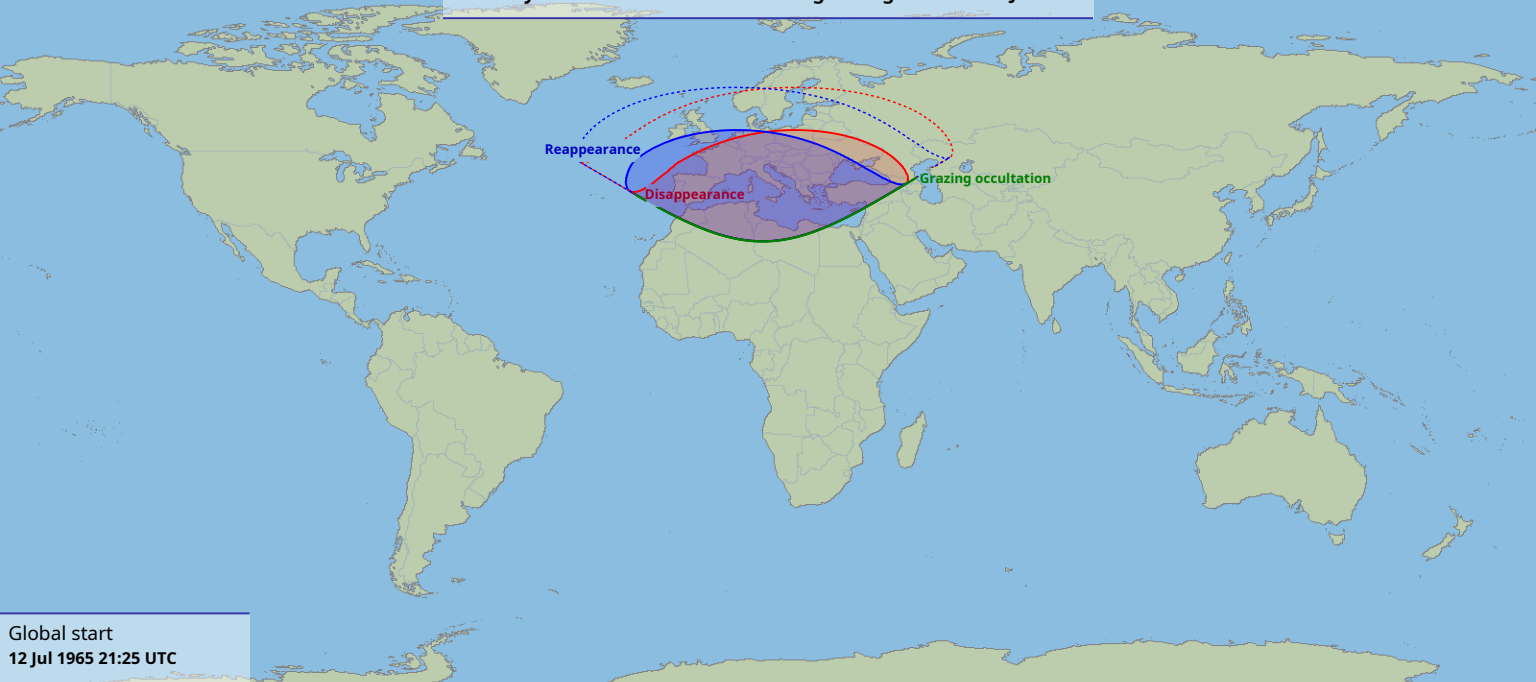 Reappearance
Disappearance
Grazing occultation
Global start
12 Jul 1965 21:25 UTC